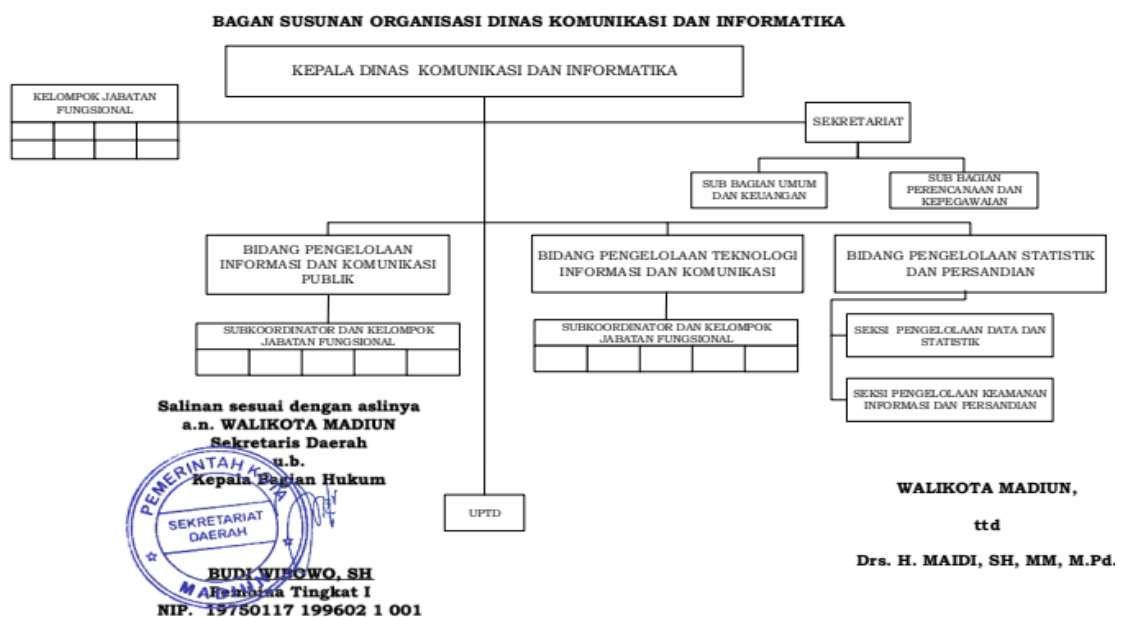 BAGAN SUSUNAN ORGANISASI DINAS KOMUNIKASI DAN INFORMATIKA
KEPALA DINAS KOMUNIKASI DAN INFORMATIKA
KELOMPOK JABATAN
FUNGSIONAL
SEKRETARIAT
SUB BAGIAN UMUM
DAN KEUANGAN
SUB BAGIAN
PERENCANAAN DAN
KEPEGAWAIAN
BIDANG PENGELOLAAN
INFORMASI DAN KOMUNIKASI
PUBLIK
BIDANG PENGELOLAAN TEKNOLOGI
INFORMASI DAN KOMUNIKASI
BIDANG PENGELOLAAN STATISTIK
DAN PERSANDIAN
SUBKOORDINATOR DAN KELOMPOK
JABATAN FUNGSIONAL
SUBKOORDINATOR DAN KELOMPOK
JABATAN FUNGSIONAL
SEKSI PENGELOLAAN DATA DAN
STATISTIK
SEKSI PENGELOLAAN KEAMANAN
INFORMASI DAN PERSANDIAN
UPTD
Salinan sesuai dengan aslinya
a.n. WALIKOTA MADIUN
Sekretaris Daerah
u.b.
Kepala Bagian Hukum
PEMERINTAH KOTA
SEKRETARIAT
DAERAH
MADIUN
BUDI WIBOWO, SH
Pembina Tingkat I
NIP. 19750117 199602 1 001
WALIKOTA MADIUN,
ttd
Drs. H. MAIDI, SH, MM, M.Pd.